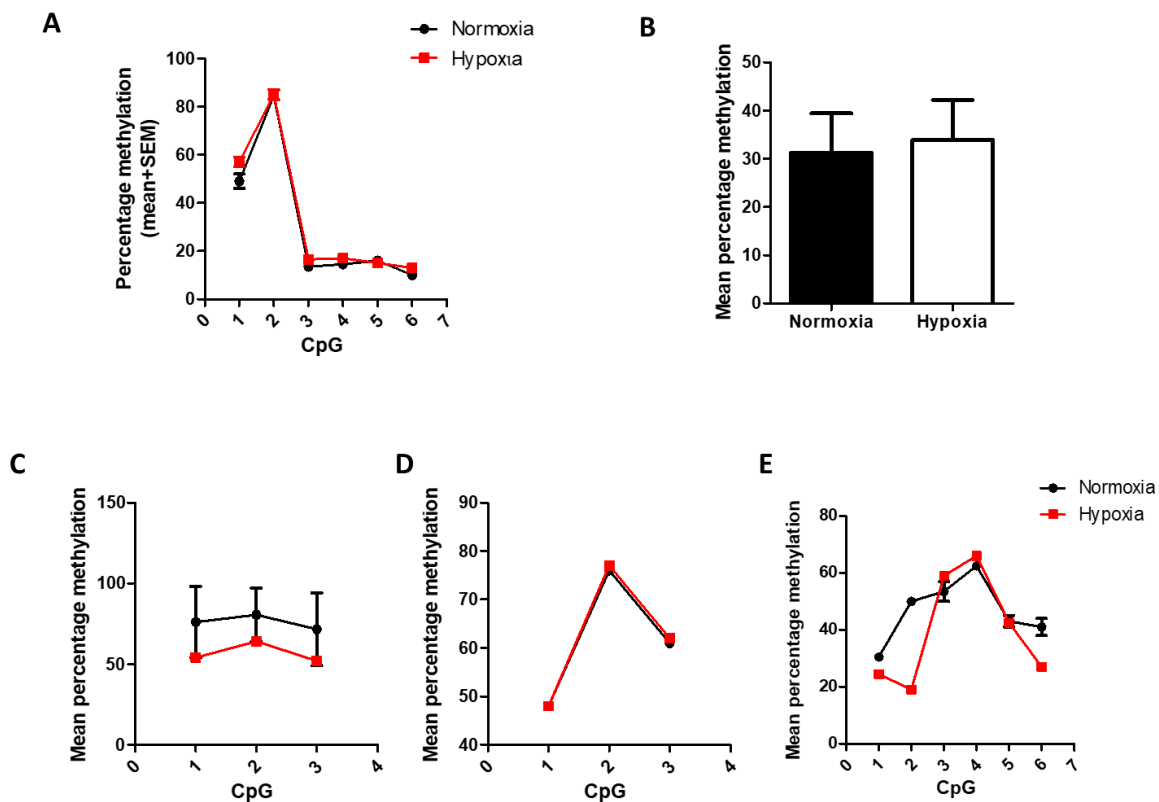 A
Normoxia
Hypoxıa
Percentage methylation
(mean+SEM)
100
80
60
40
20
0
0 1 2 3 4 5 6 7
CpG
B
Mean percentage methylation
50
40
30
20
10
0
Normoxia Hypoxia
C
Mean percentage methylation
150
100
50
0
0 1 2 3 4
CpG
D
Mean percentage methylation
90
80
70
60
50
40
0 1 2 3 4
CpG
E
Normoxia
Hypoxia
Mean percentage methylation
80
60
40
20
0
0 1 2 3 4 5 6 7
CpG